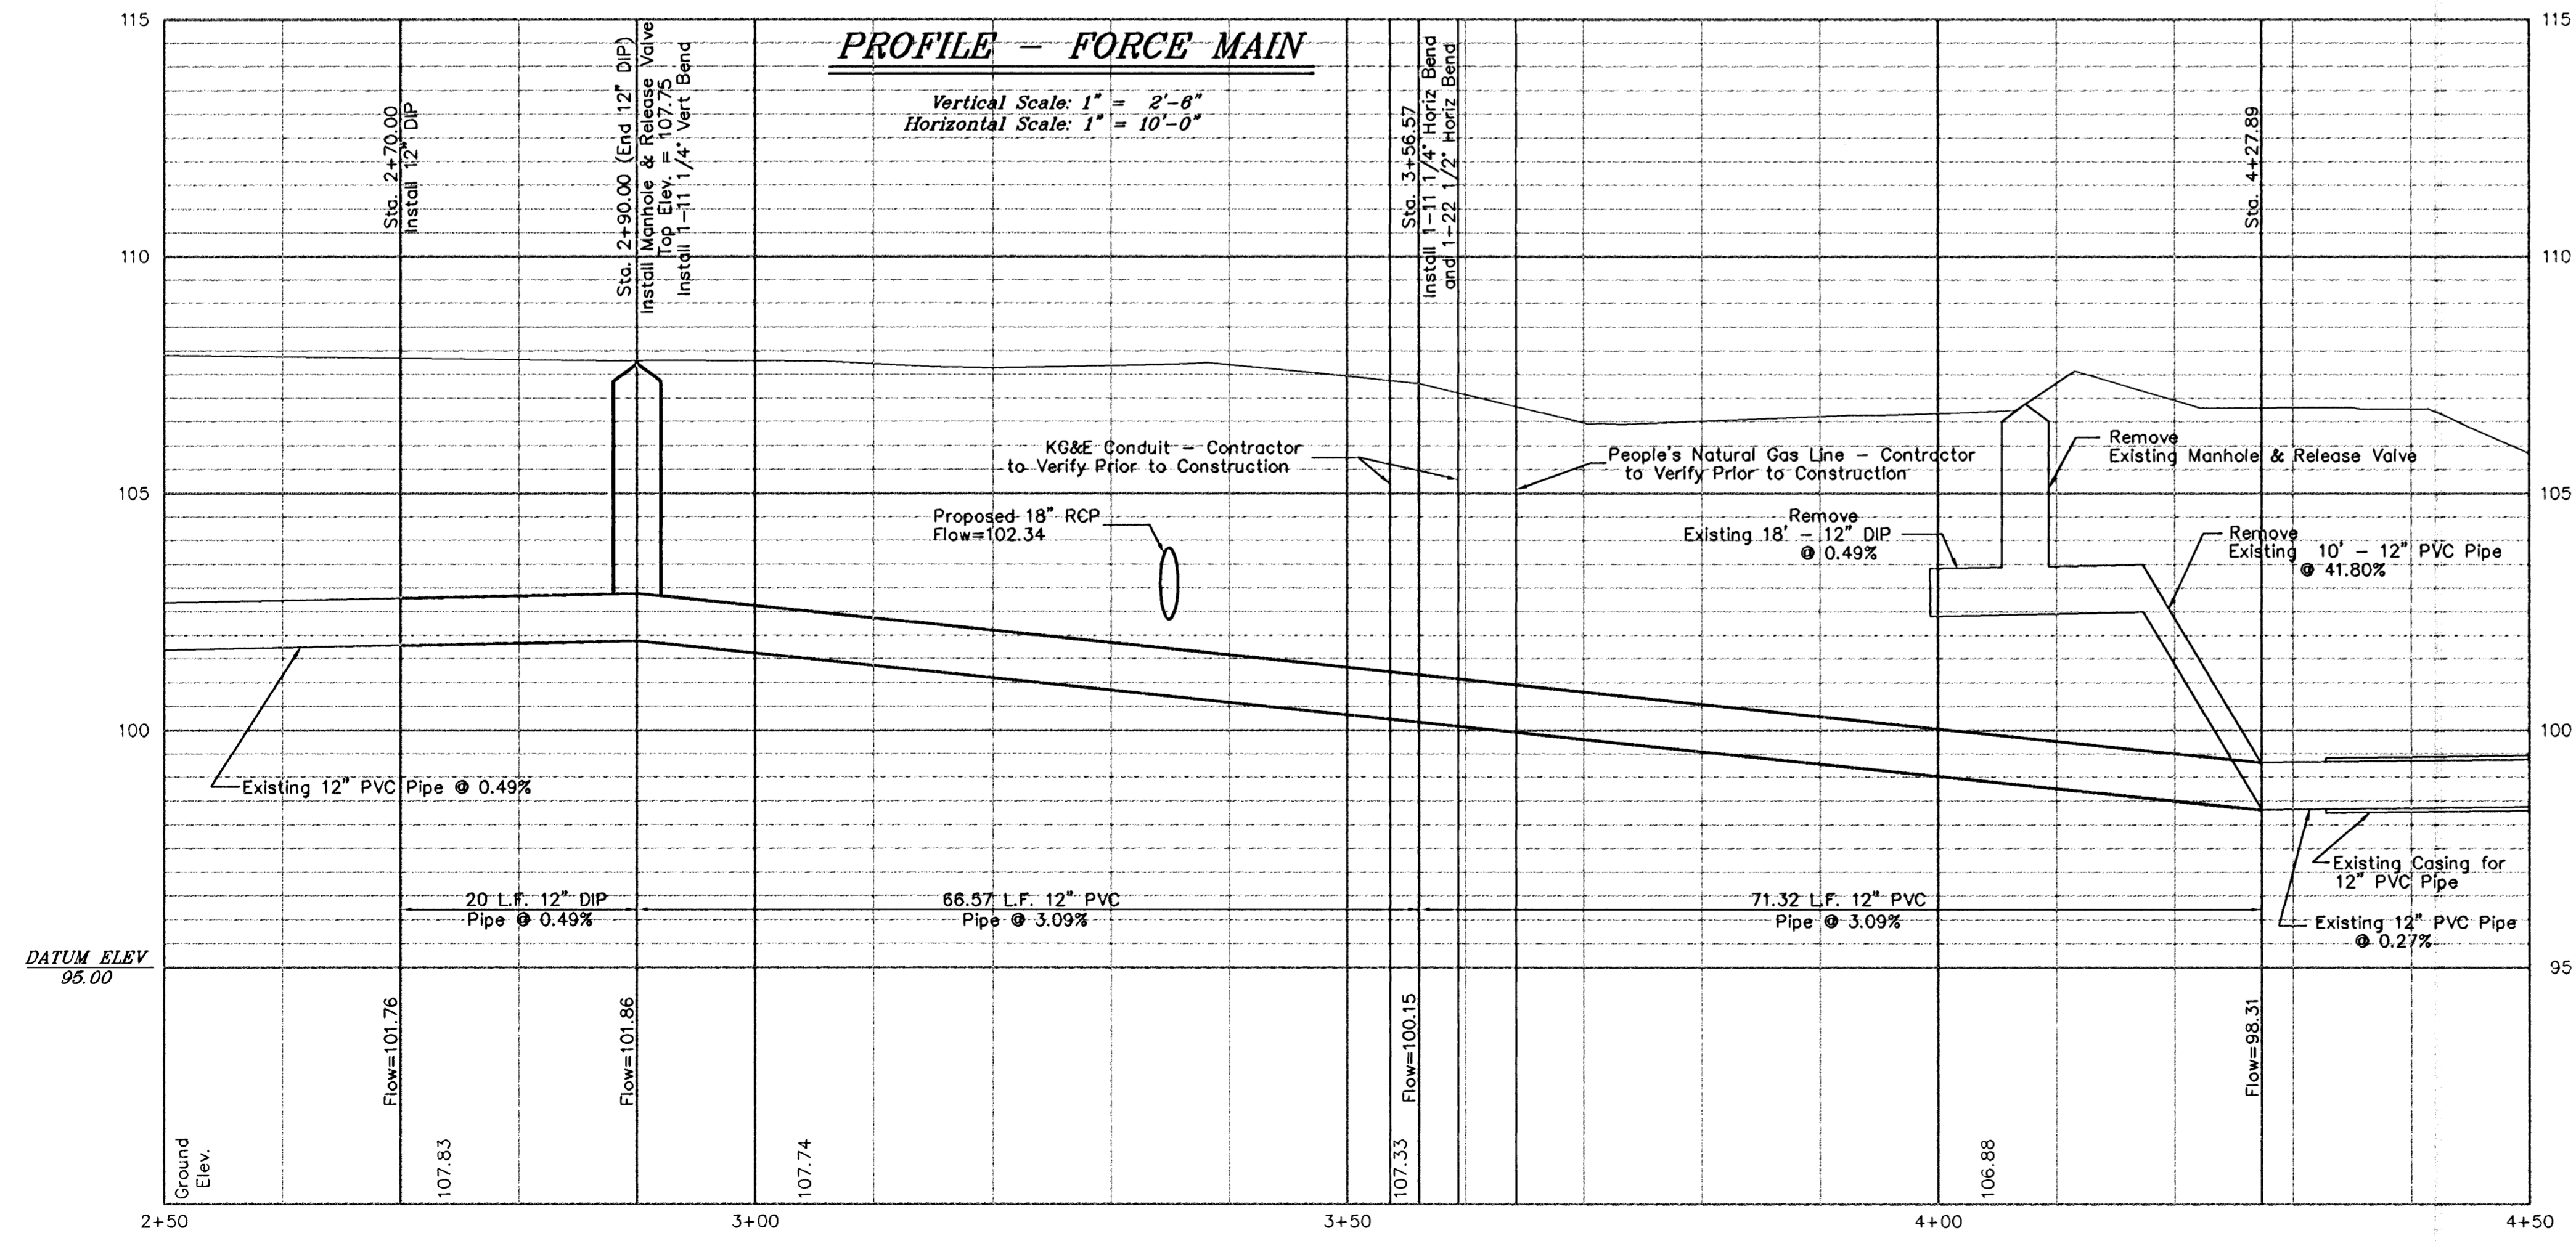 PROFILE – FORCE MAIN
Vertical Scale: 1" = 2'-6"
Horizontal Scale: 1" = 10'-0"
115
115
110
110
105
105
100
100
95
DATUM ELEV
95.00
Sta. 2+70.00
Install 12" DIP
Sta. 2+90.00 (End 12" DIP)
Install Manhole & Release Valve
Top Elev. = 107.75
Install 1-11 1/4° Vert Bend
Sta. 3+56.57
Install 1-11 1/4° Horiz Bend
and 1-22 1/2° Horiz Bend
Sta. 4+27.89
KG&E Conduit – Contractor
to Verify Prior to Construction
People's Natural Gas Line – Contractor
to Verify Prior to Construction
Remove
Existing Manhole & Release Valve
Proposed 18" RCP
Flow=102.34
Remove
Existing 18' – 12" DIP
@ 0.49%
Remove
Existing 10' – 12" PVC Pipe
@ 41.80%
Existing 12" PVC Pipe @ 0.49%
Existing Casing for
12" PVC Pipe
Existing 12" PVC Pipe
@ 0.27%
20 L.F. 12" DIP
Pipe @ 0.49%
66.57 L.F. 12" PVC
Pipe @ 3.09%
71.32 L.F. 12" PVC
Pipe @ 3.09%
Flow=101.76
Flow=101.86
Flow=100.15
Flow=98.31
Ground
Elev.
107.83
107.74
107.33
106.88
2+50
3+00
3+50
4+00
4+50